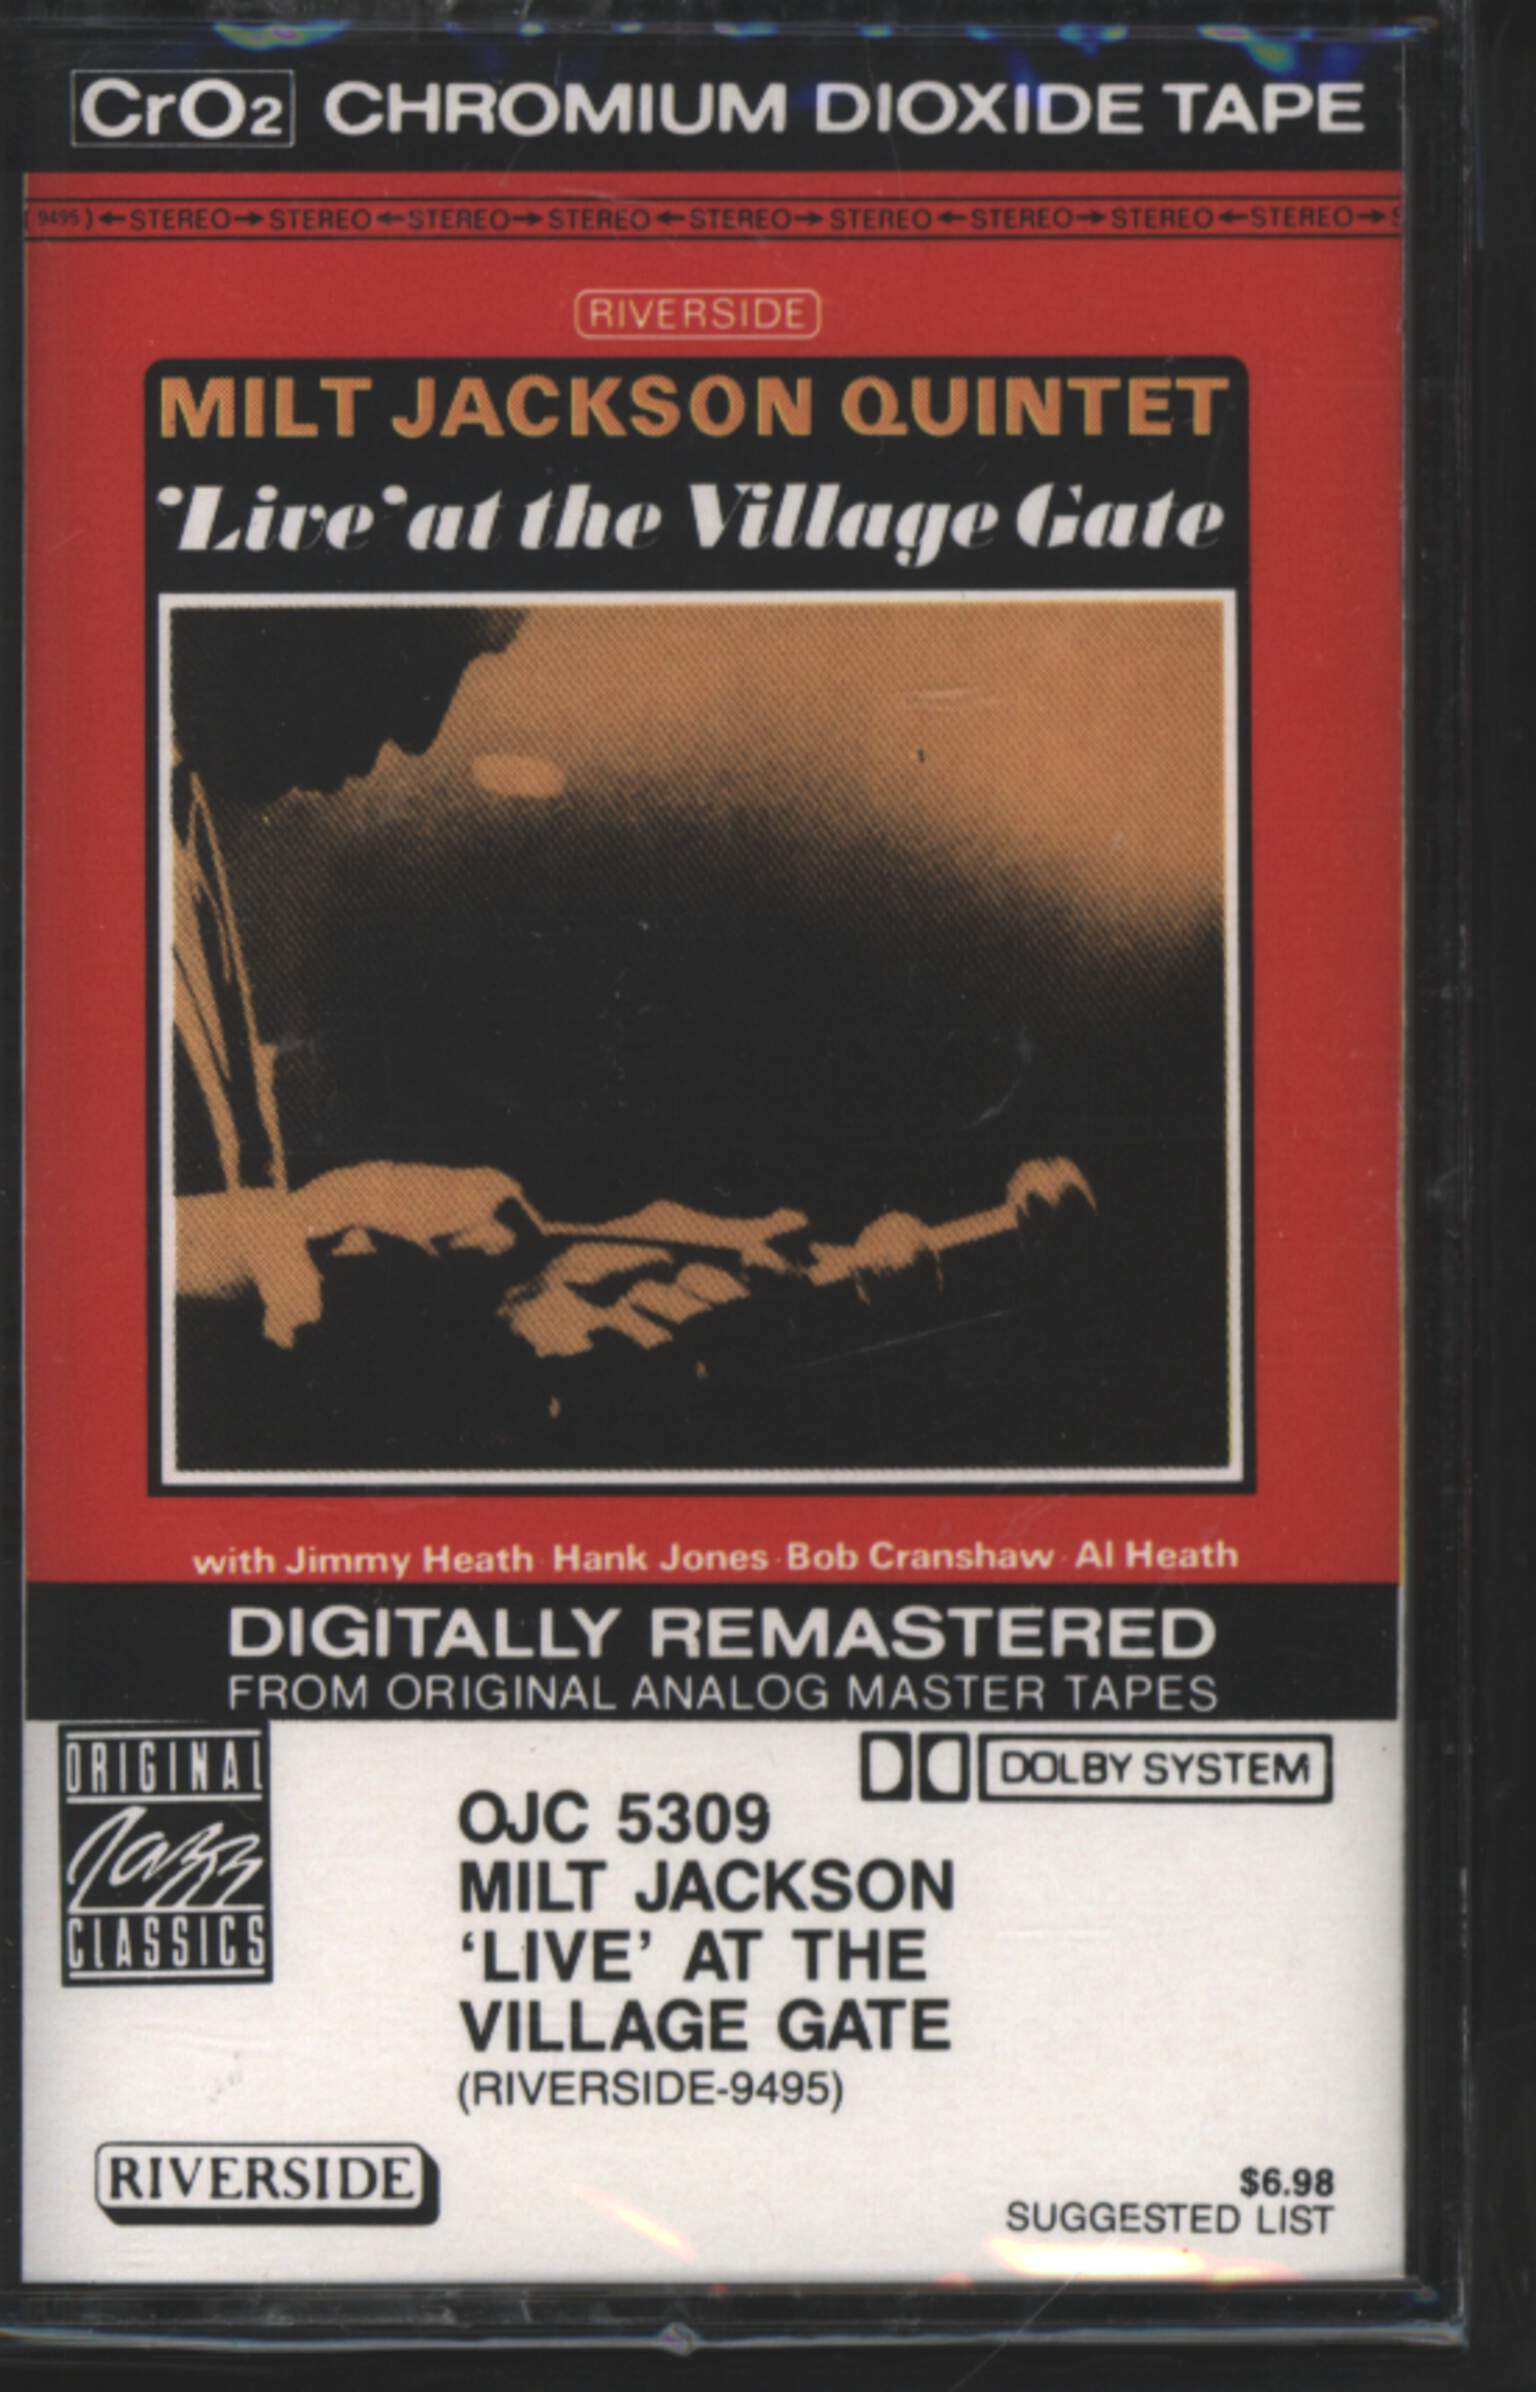 CrO2 CHROMIUM DIOXIDE TAPE
(9495) ←STEREO→ STEREO ←STEREO→ STEREO ←STEREO→ STEREO ←STEREO→ STEREO ←STEREO→ S
RIVERSIDE
MILT JACKSON QUINTET
'Live' at the Village Gate
with Jimmy Heath · Hank Jones · Bob Cranshaw · Al Heath
DIGITALLY REMASTERED
FROM ORIGINAL ANALOG MASTER TAPES
ORIGINAL
Jazz
CLASSICS
DOLBY SYSTEM
OJC 5309
MILT JACKSON
‘LIVE’ AT THE
VILLAGE GATE
(RIVERSIDE-9495)
RIVERSIDE
$6.98
SUGGESTED LIST